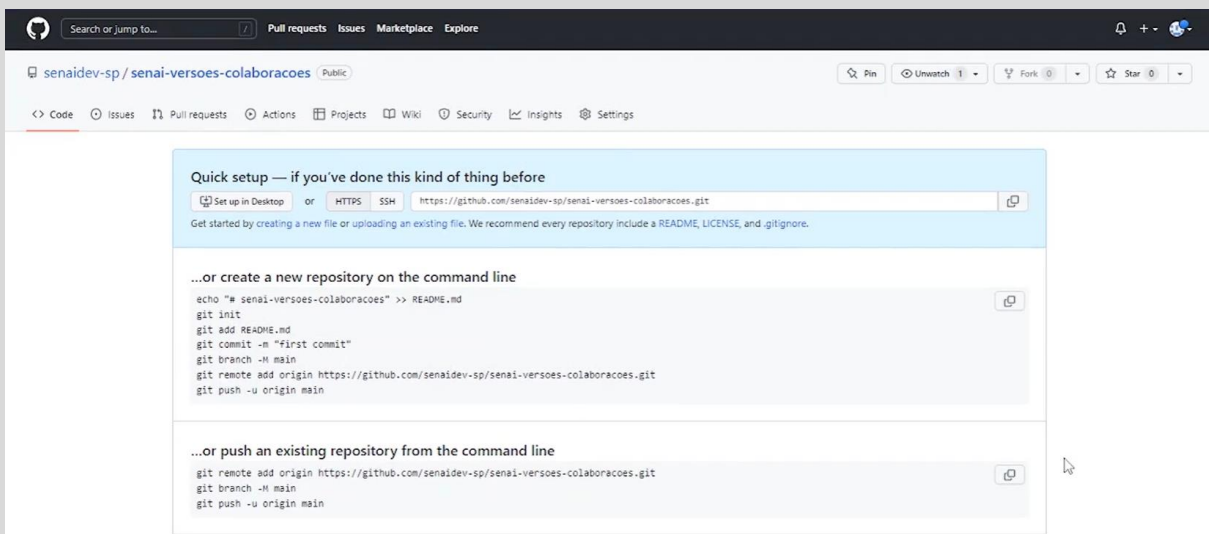 Search or jump to... / Pull requests Issues Marketplace Explore
senaidev-sp / senai-versoes-colaboracoes Public Pin Unwatch 1 Fork 0 Star 0
<> Code Issues Pull requests Actions Projects Wiki Security Insights Settings
Quick setup — if you've done this kind of thing before
Set up in Desktop or HTTPS SSH https://github.com/senaidev-sp/senai-versoes-colaboracoes.git
Get started by creating a new file or uploading an existing file. We recommend every repository include a README, LICENSE, and .gitignore.
...or create a new repository on the command line
echo "# senai-versoes-colaboracoes" >> README.md
git init
git add README.md
git commit -m "first commit"
git branch -M main
git remote add origin https://github.com/senaidev-sp/senai-versoes-colaboracoes.git
git push -u origin main
...or push an existing repository from the command line
git remote add origin https://github.com/senaidev-sp/senai-versoes-colaboracoes.git
git branch -M main
git push -u origin main